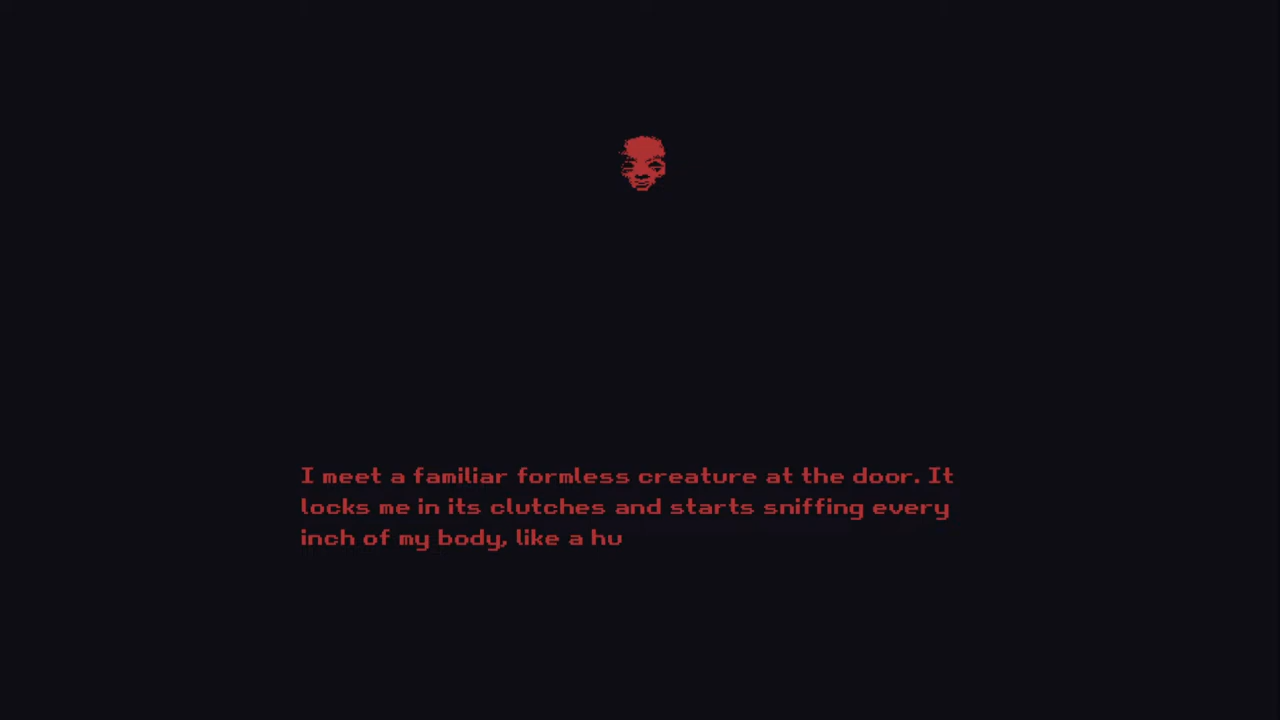 I meet a familiar formless creature at the door. It
locks me in its clutches and starts sniffing every
inch of my body, like a hu